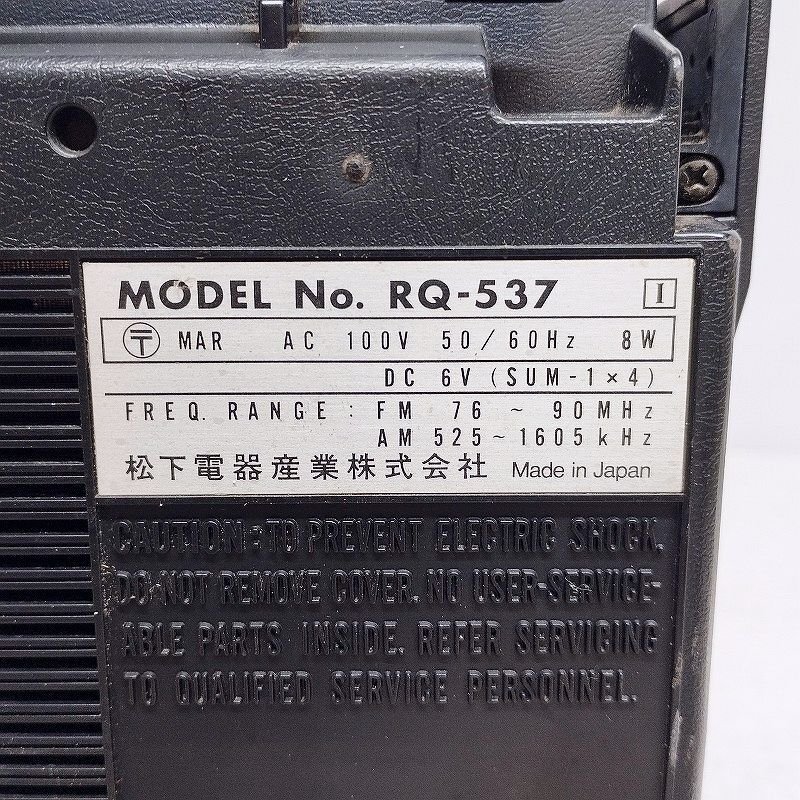 MODEL No. RQ-537 I
〒 MAR AC 100V 50/60Hz 8W
DC 6V (SUM-1×4)
FREQ. RANGE: FM 76 ~ 90MHz
AM 525~1605kHz
松下電器産業株式会社 Made in Japan
CAUTION: TO PREVENT ELECTRIC SHOCK,
DO NOT REMOVE COVER. NO USER-SERVICE-
ABLE PARTS INSIDE. REFER SERVICING
TO QUALIFIED SERVICE PERSONNEL.